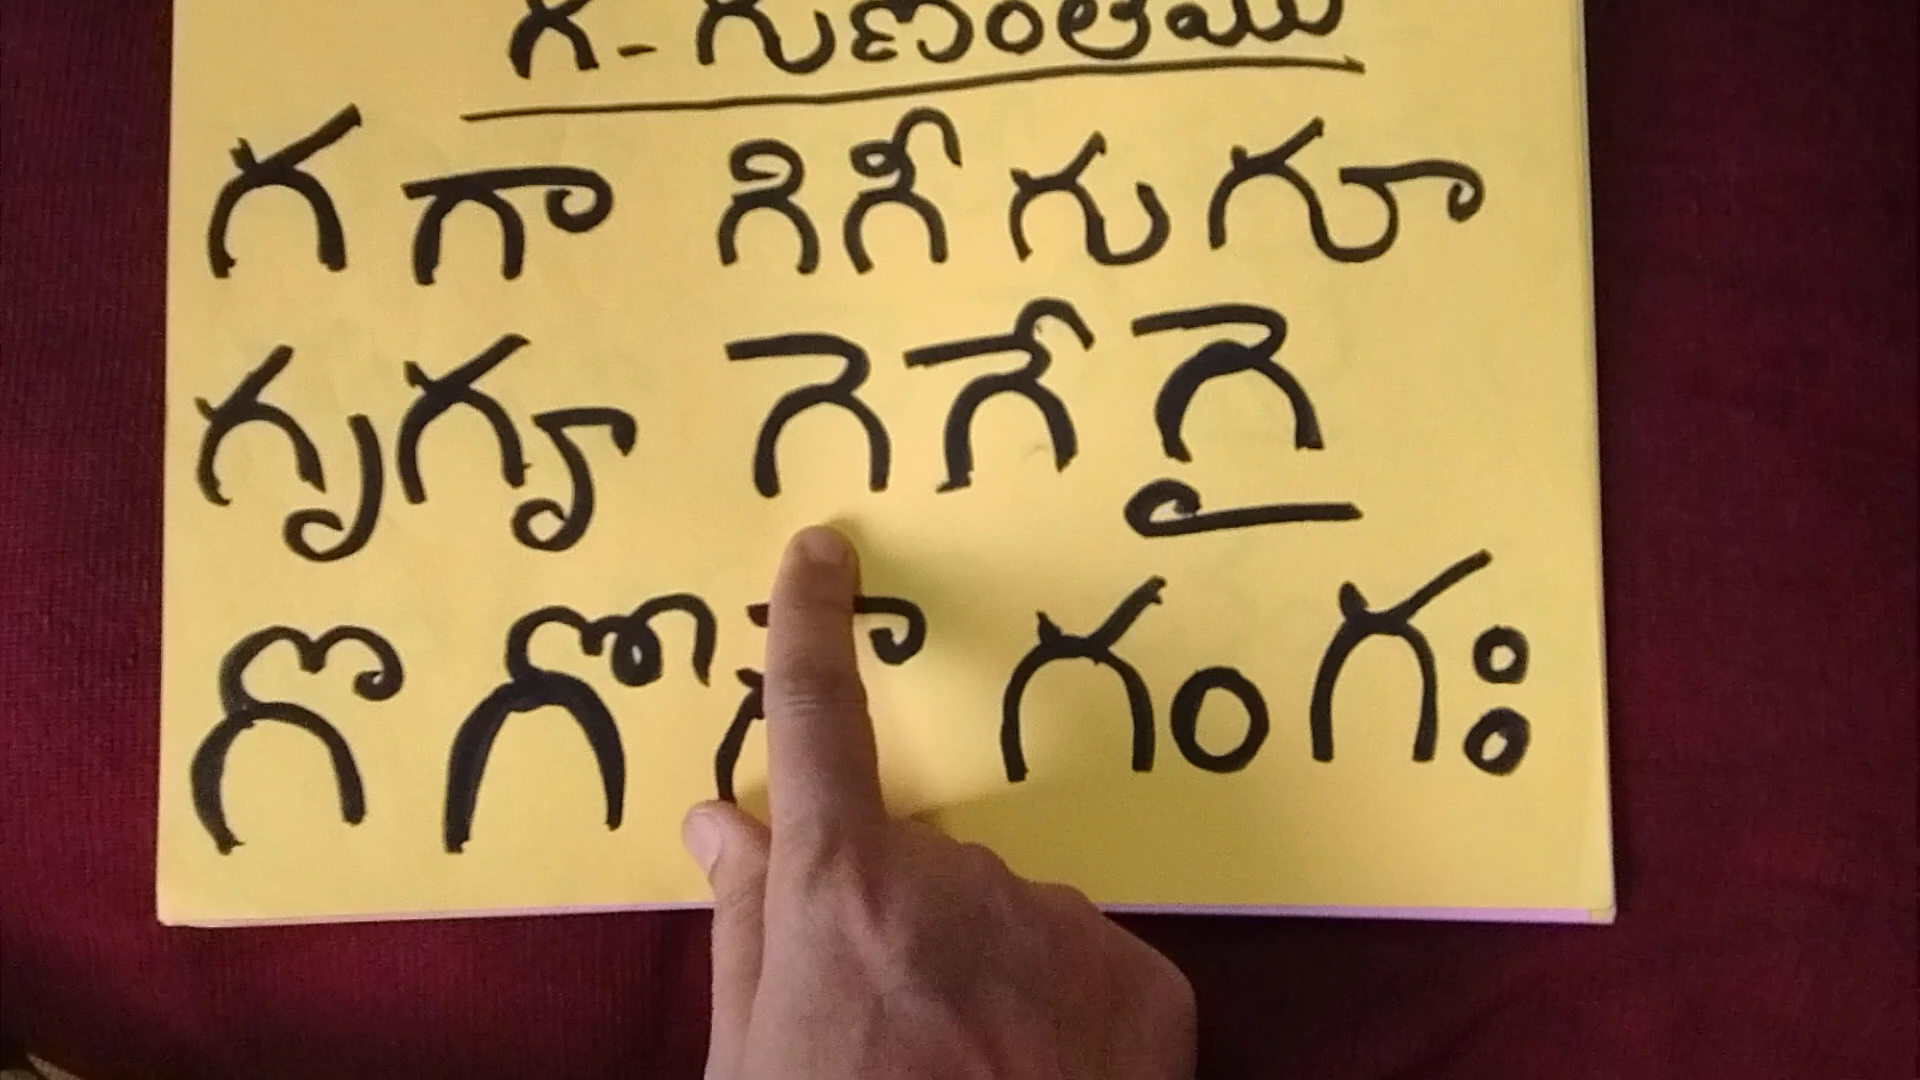 గ - గుణింతము
గ గా గి గీ గు గూ
గృ గౄ గె గే గై
గొ గో గం గః